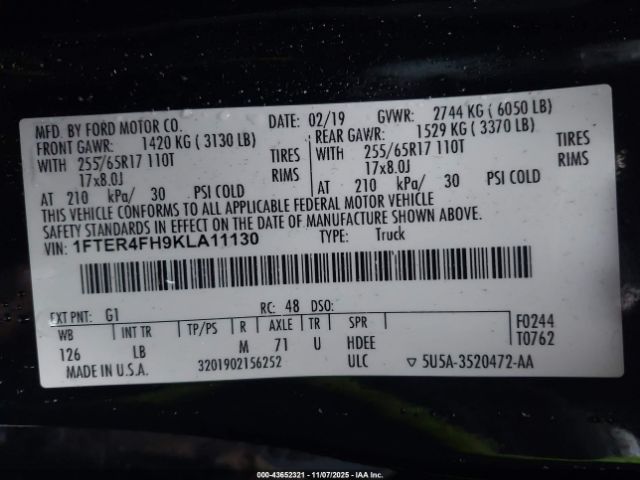 MFD. BY FORD MOTOR CO. DATE: 02/19 GVWR: 2744 KG ( 6050 LB)
FRONT GAWR: 1420 KG ( 3130 LB) REAR GAWR: 1529 KG ( 3370 LB)
WITH 255/65R17 110T TIRES WITH 255/65R17 110T TIRES
17x8.0J RIMS 17x8.0J RIMS
AT 210 kPa/ 30 PSI COLD AT 210 kPa/ 30 PSI COLD
THIS VEHICLE CONFORMS TO ALL APPLICABLE FEDERAL MOTOR VEHICLE
SAFETY STANDARDS IN EFFECT ON THE DATE OF MANUFACTURE SHOWN ABOVE.
VIN: 1FTER4FH9KLA11130 TYPE: Truck
EXT PNT: G1 RC: 48 DSO:
WB INT TR TP/PS R AXLE TR SPR F0244
126 LB M 71 U HDEE T0762
MADE IN U.S.A. 3201902156252 ULC ▽ 5U5A-3520472-AA
000-43652321 - 11/07/2025 - IAA Inc.